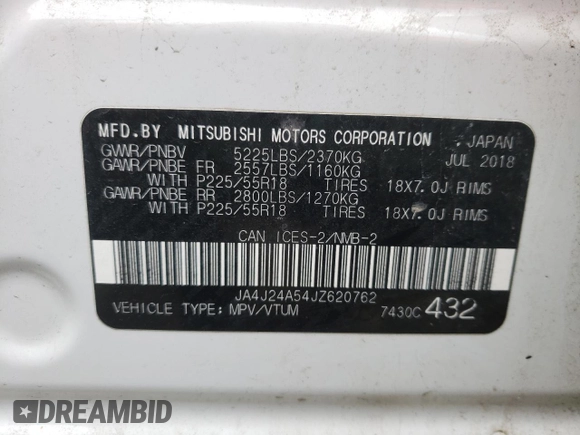 MFD.BY MITSUBISHI MOTORS CORPORATION
GVWR/PNBV 5225LBS/2370KG JAPAN
GAWR/PNBE FR 2557LBS/1160KG JUL 2018
WITH P225/55R18 TIRES 18X7.0J RIMS
GAWR/PNBE RR 2800LBS/1270KG
WITH P225/55R18 TIRES 18X7.0J RIMS
CAN ICES-2/NMB-2
JA4J24A54JZ620762
VEHICLE TYPE: MPV/VTUM 7430C 432
DREAMBID